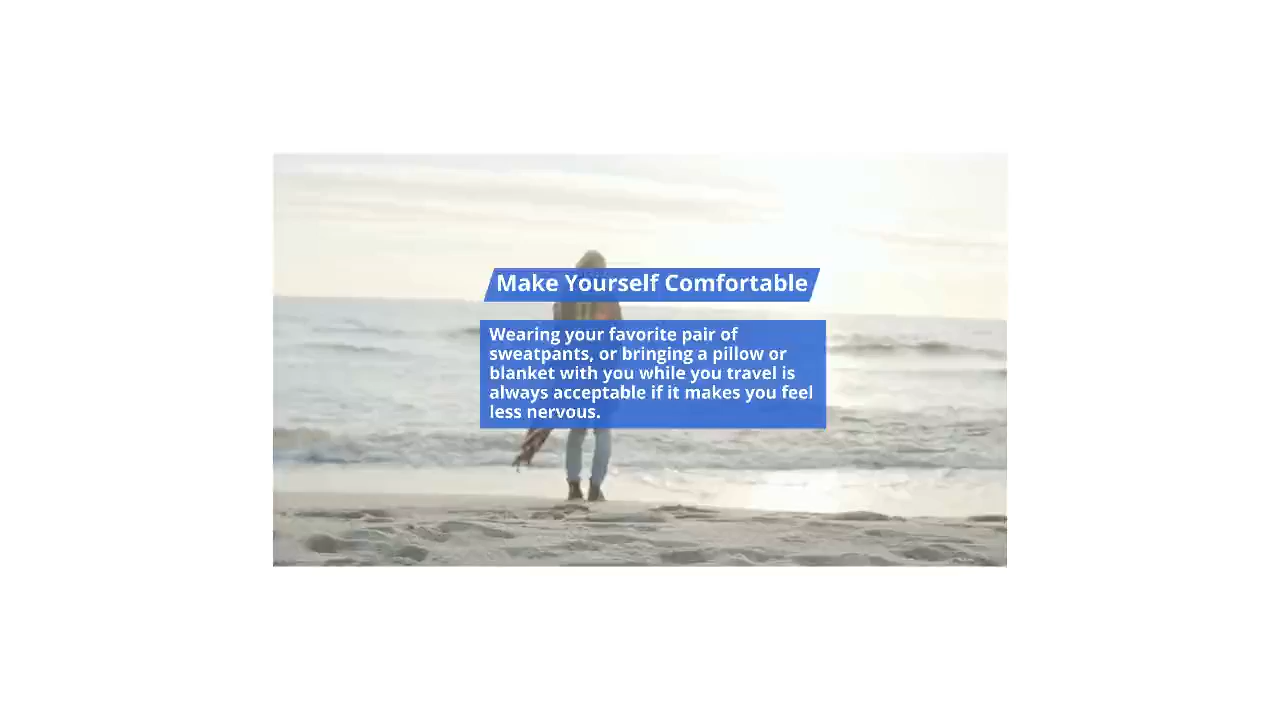 Make Yourself Comfortable
Wearing your favorite pair of
sweatpants, or bringing a pillow or
blanket with you while you travel is
always acceptable if it makes you feel
less nervous.